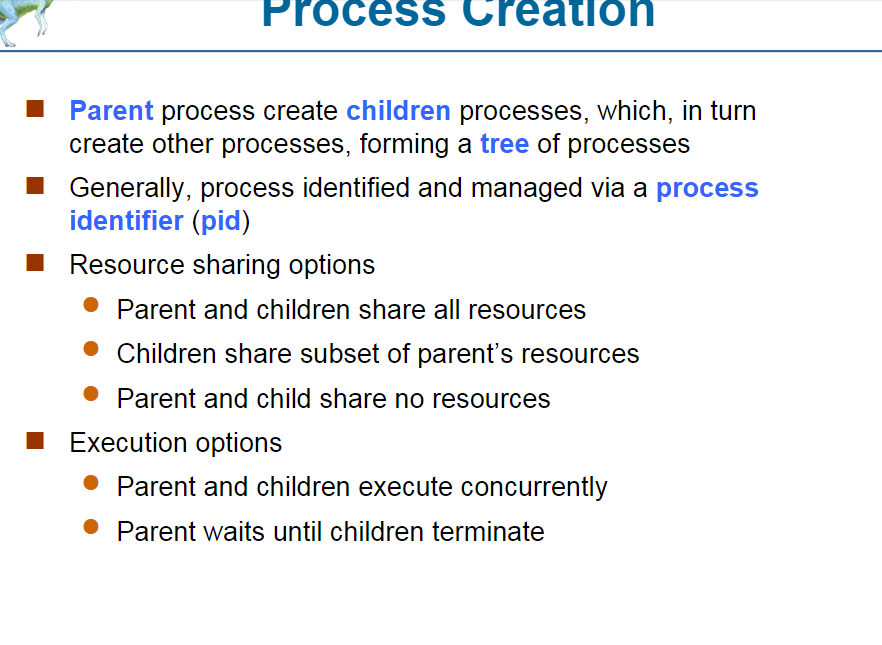 Process Creation
Parent process create children processes, which, in turn
create other processes, forming a tree of processes
Generally, process identified and managed via a process
identifier (pid)
Resource sharing options
Parent and children share all resources
Children share subset of parent’s resources
Parent and child share no resources
Execution options
Parent and children execute concurrently
Parent waits until children terminate